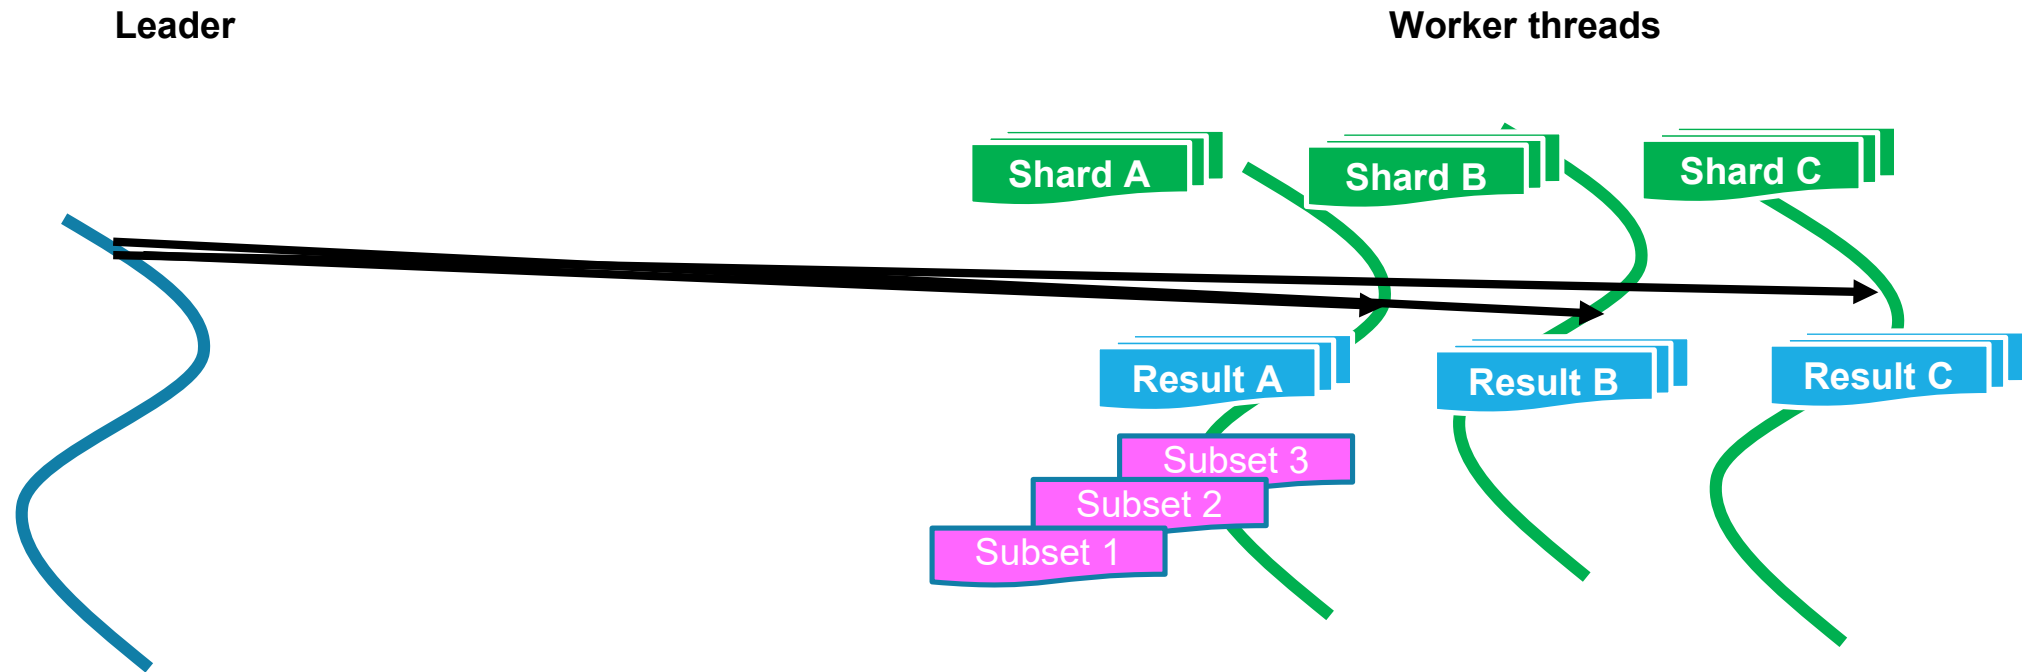 Leader
Worker threads
Shard A
Shard B
Shard C
Result A
Result B
Result C
Subset 3
Subset 2
Subset 1